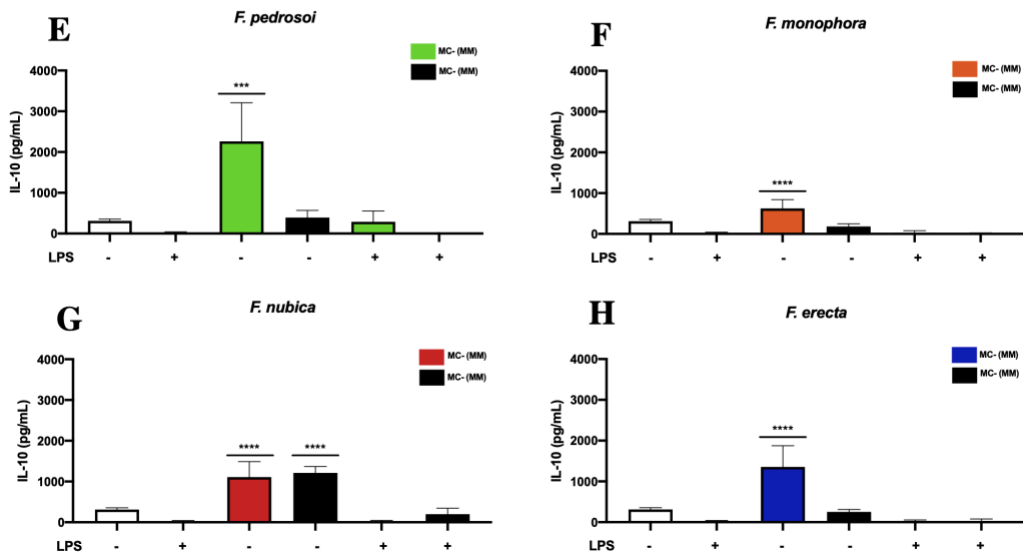 E
F. pedrosoi
MC- (MM)
MC- (MM)
4000
3000
2000
1000
0
IL-10 (pg/mL)
***
LPS - + - - + +
F
F. monophora
MC- (MM)
MC- (MM)
4000
3000
2000
1000
0
IL-10 (pg/mL)
****
LPS - + - - + +
G
F. nubica
MC- (MM)
MC- (MM)
4000
3000
2000
1000
0
IL-10 (pg/mL)
**** ****
LPS - + - - + +
H
F. erecta
MC- (MM)
MC- (MM)
4000
3000
2000
1000
0
IL-10 (pg/mL)
****
LPS - + - - + +